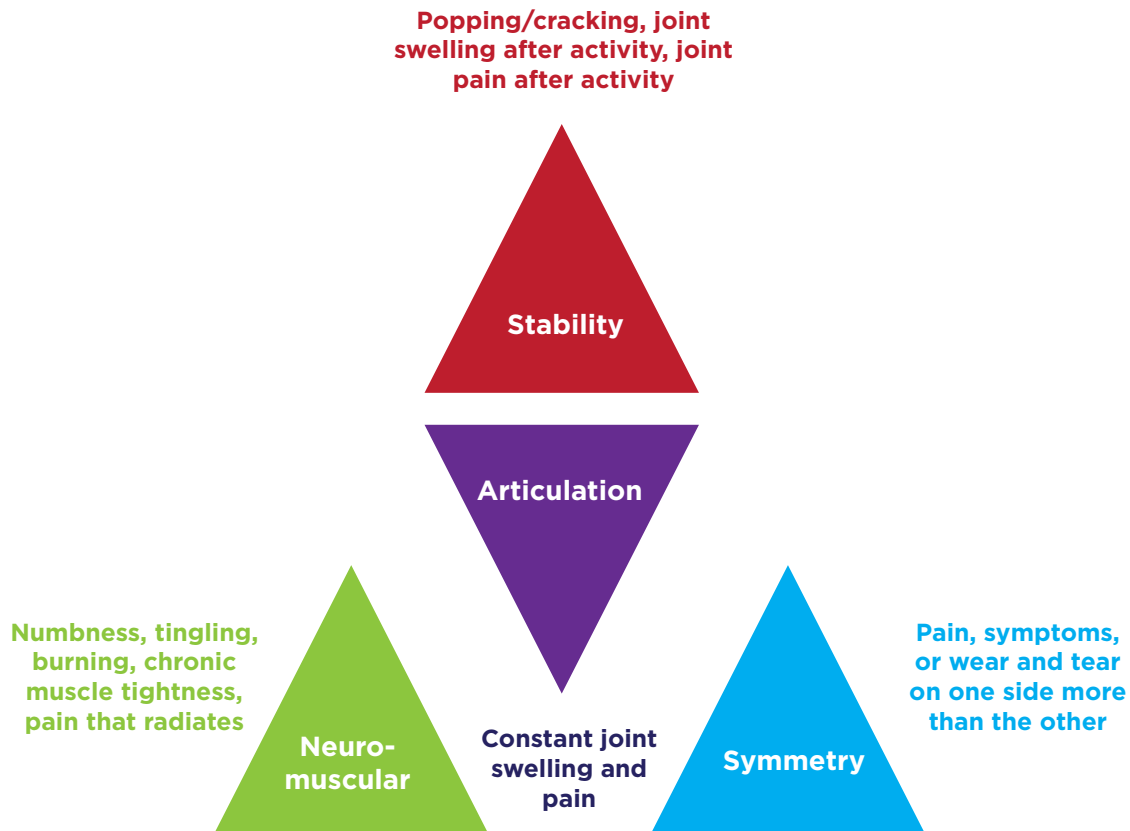 Popping/cracking, joint
swelling after activity, joint
pain after activity
Stability
Articulation
Numbness, tingling,
burning, chronic
muscle tightness,
pain that radiates
Neuro-
muscular
Constant joint
swelling and
pain
Symmetry
Pain, symptoms,
or wear and tear
on one side more
than the other